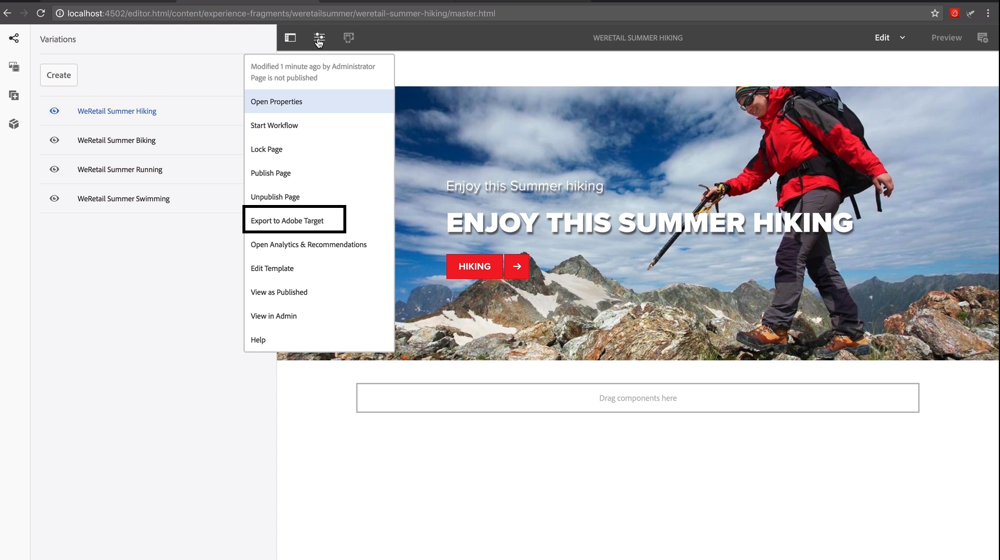 localhost:4502/editor.html/content/experience-fragments/weretailsummer/weretail-summer-hiking/master.html
Variations
WERETAIL SUMMER HIKING
Edit
Preview
Create
WeRetail Summer Hiking
WeRetail Summer Biking
WeRetail Summer Running
WeRetail Summer Swimming
Modified 1 minute ago by Administrator
Page is not published
Open Properties
Start Workflow
Lock Page
Publish Page
Unpublish Page
Export to Adobe Target
Open Analytics & Recommendations
Edit Template
View as Published
View in Admin
Help
Enjoy this Summer hiking
ENJOY THIS SUMMER HIKING
HIKING
Drag components here